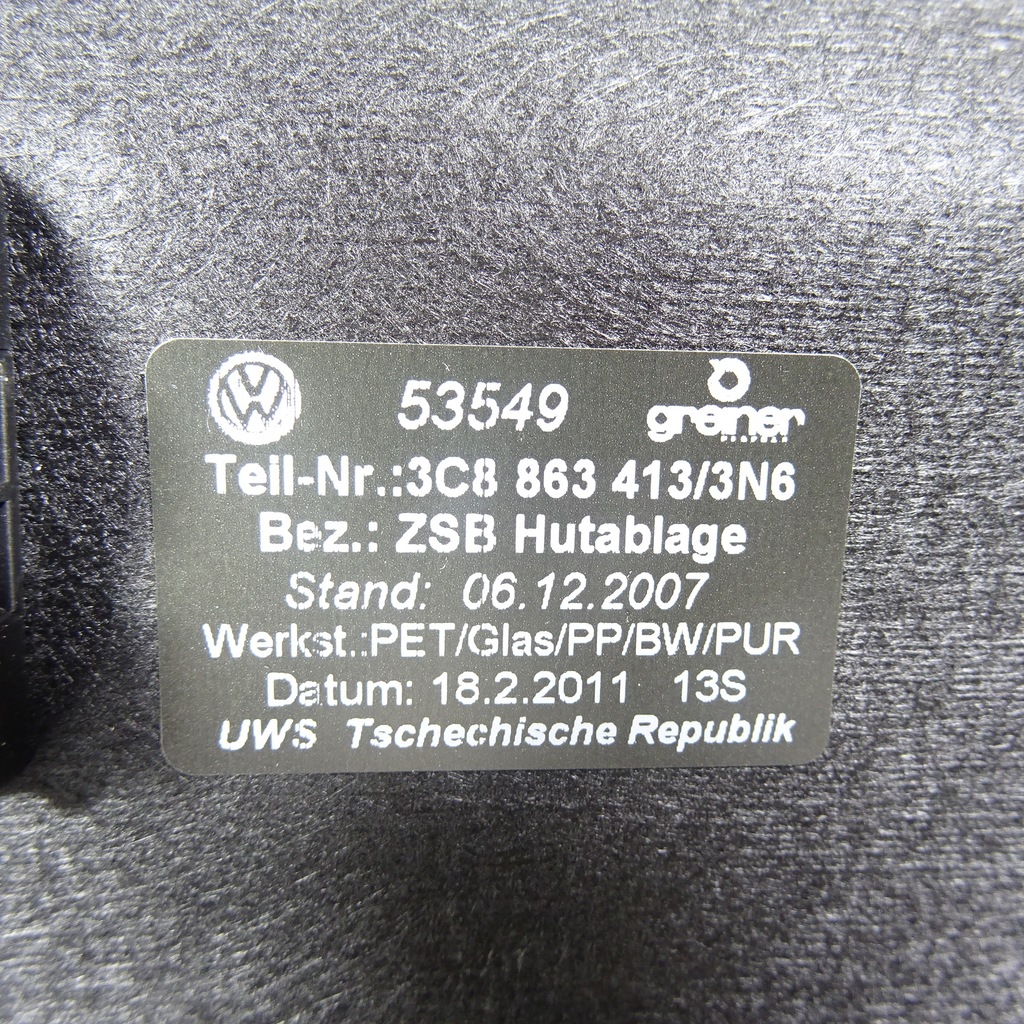 53549
greiner
Teil-Nr.:3C8 863 413/3N6
Bez.: ZSB Hutablage
Stand: 06.12.2007
Werkst.:PET/Glas/PP/BW/PUR
Datum: 18.2.2011 13S
UWS Tschechische Republik